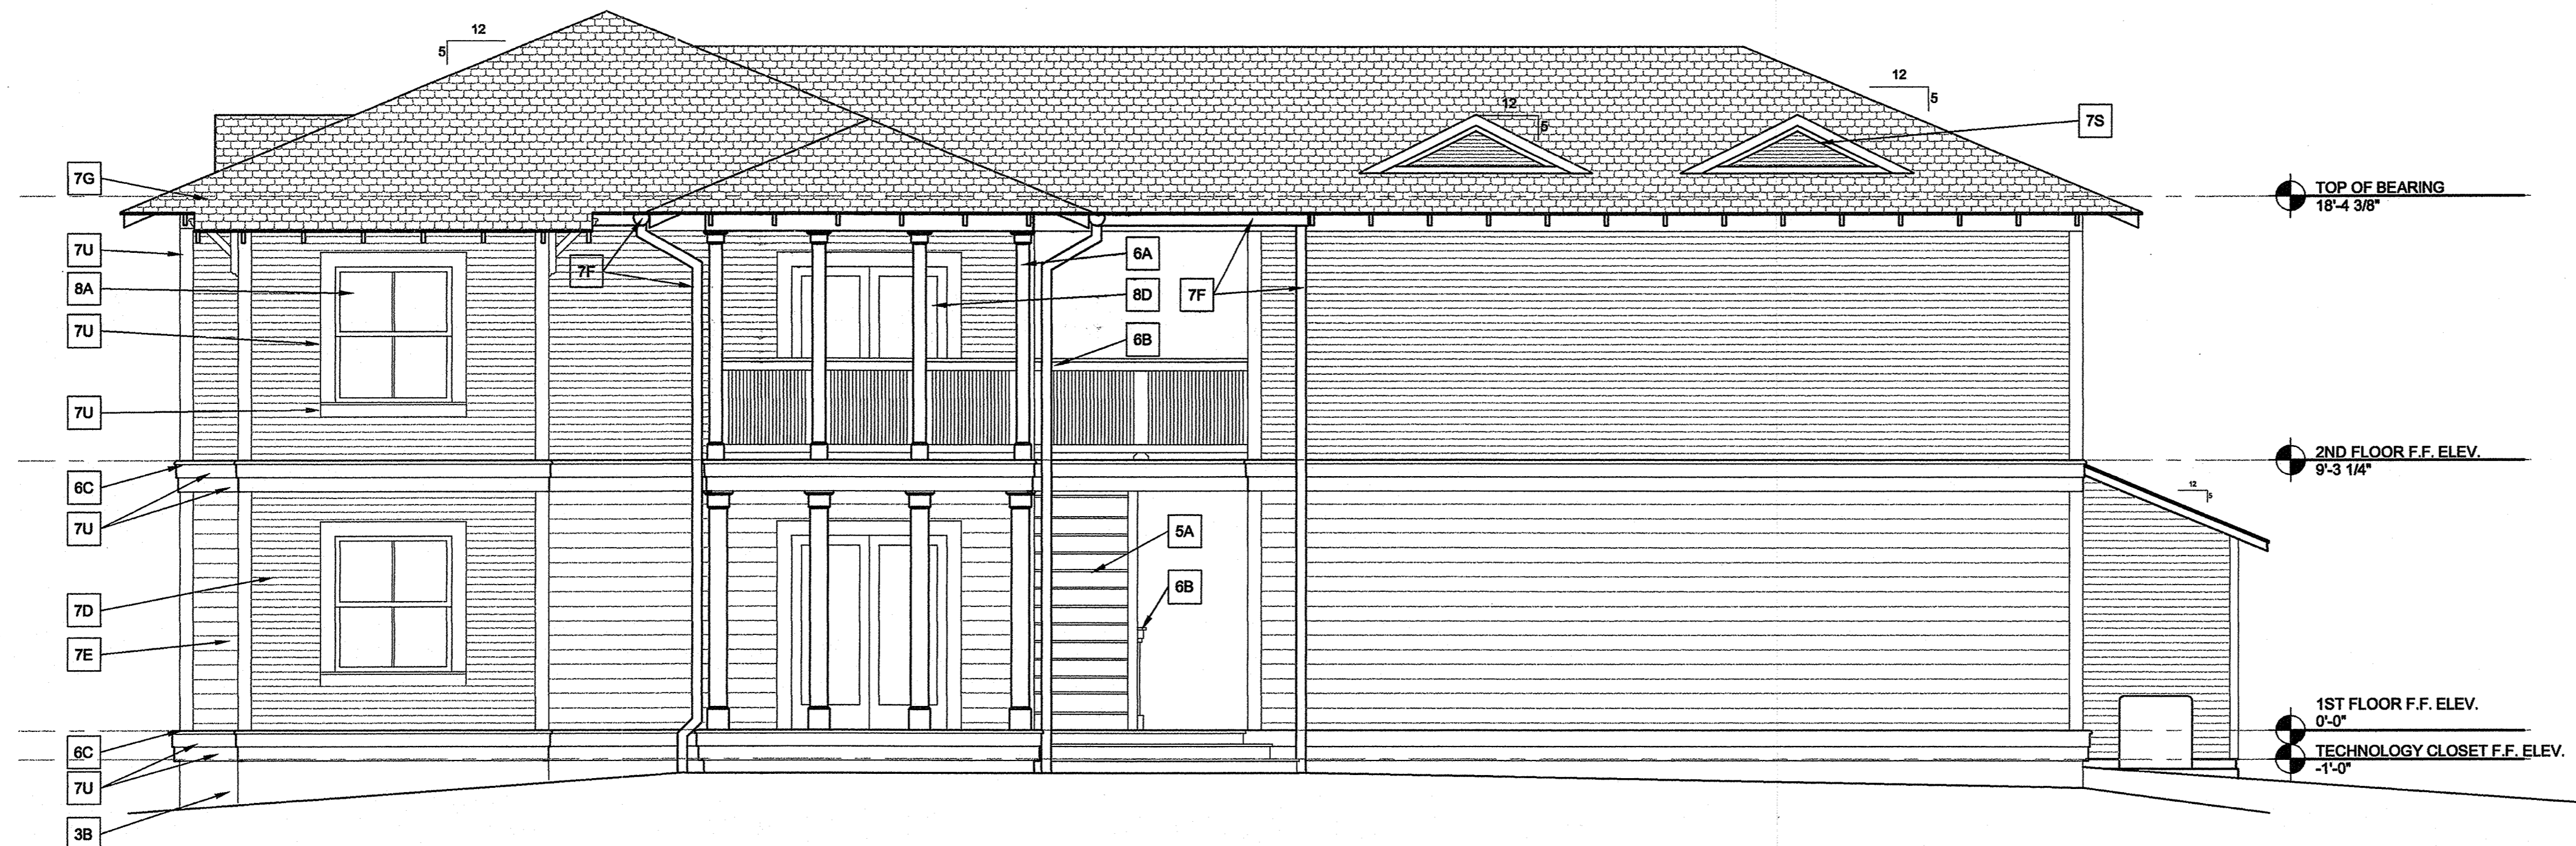 12
5
12
5
12
5
7S
7G
TOP OF BEARING
18'-4 3/8"
7U
6A
7F
8A
8D
7F
7U
6B
7U
2ND FLOOR F.F. ELEV.
9'-3 1/4"
6C
12
5
7U
5A
6B
7D
7E
1ST FLOOR F.F. ELEV.
0'-0"
6C
TECHNOLOGY CLOSET F.F. ELEV.
-1'-0"
7U
3B